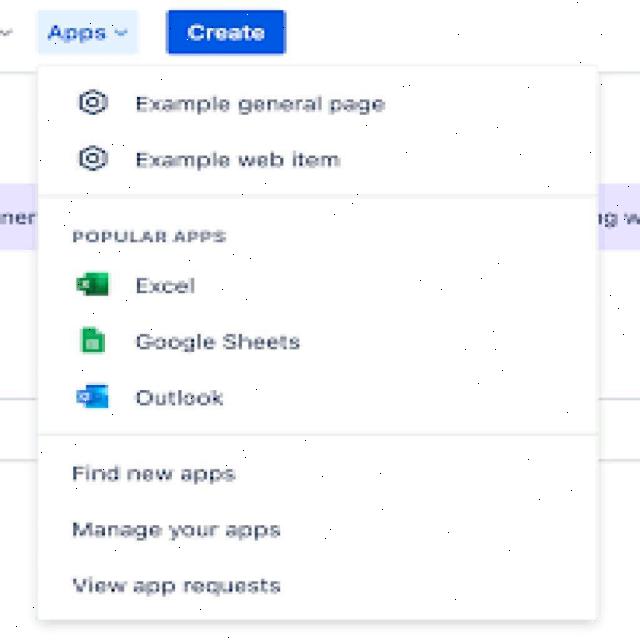 Apps
Create
Example general page
Example web item
POPULAR APPS
Excel
Google Sheets
Outlook
Find new apps
Manage your apps
View app requests